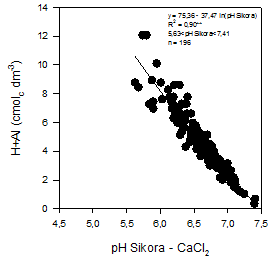 y = 75,36 - 37,47 ln(pH Sikora)
R² = 0,90**
5,63<pH Sikora<7,41
n = 196
14
12
10
8
6
4
2
0
H+Al (cmolc dm-3)
4,5 5,0 5,5 6,0 6,5 7,0 7,5
pH Sikora - CaCl2